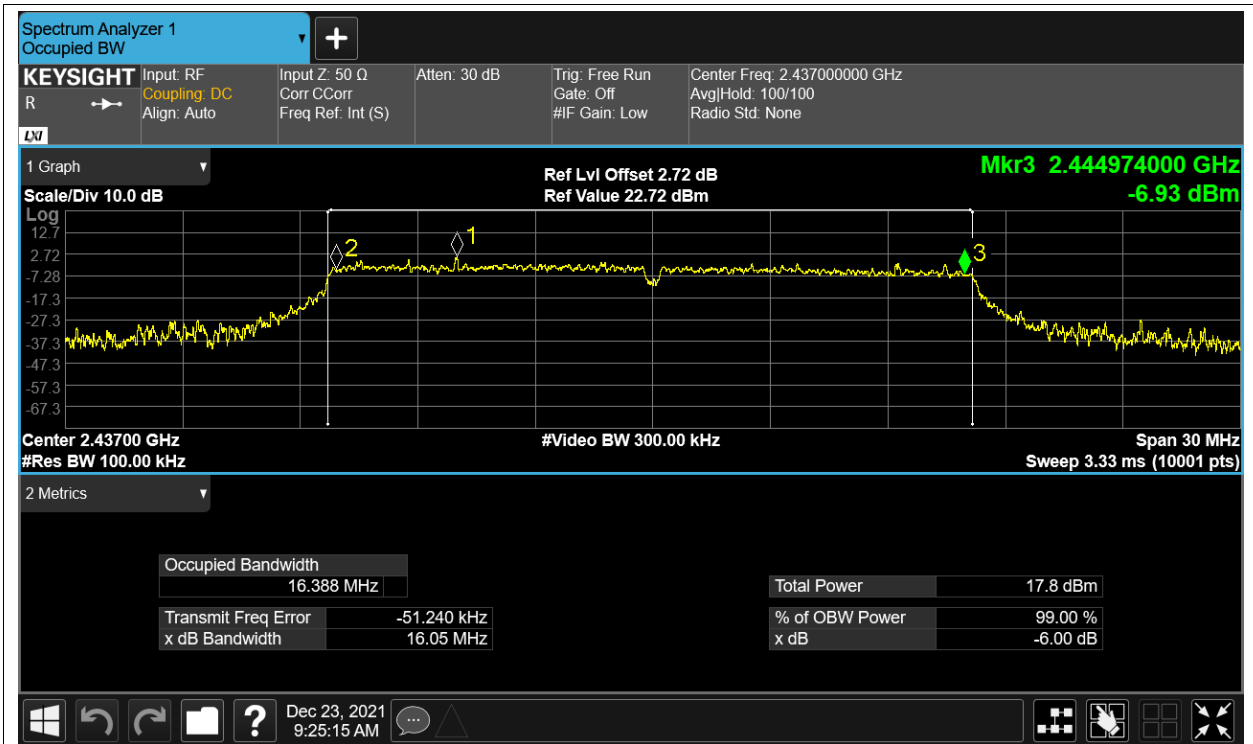 Spectrum Analyzer 1
Occupied BW
KEYSIGHT
R
LXI
Input: RF
Coupling: DC
Align: Auto
Input Z: 50 Ω
Corr CCorr
Freq Ref: Int (S)
Atten: 30 dB
Trig: Free Run
Gate: Off
#IF Gain: Low
Center Freq: 2.437000000 GHz
Avg|Hold: 100/100
Radio Std: None
1 Graph
Scale/Div 10.0 dB
Ref Lvl Offset 2.72 dB
Ref Value 22.72 dBm
Mkr3 2.444974000 GHz
-6.93 dBm
Log
12.7
2.72
-7.28
-17.3
-27.3
-37.3
-47.3
-57.3
-67.3
2
1
3
Center 2.43700 GHz
#Video BW 300.00 kHz
Span 30 MHz
#Res BW 100.00 kHz
Sweep 3.33 ms (10001 pts)
2 Metrics
Occupied Bandwidth
16.388 MHz
Transmit Freq Error -51.240 kHz
x dB Bandwidth 16.05 MHz
Total Power 17.8 dBm
% of OBW Power 99.00 %
x dB -6.00 dB
?
Dec 23, 2021
9:25:15 AM